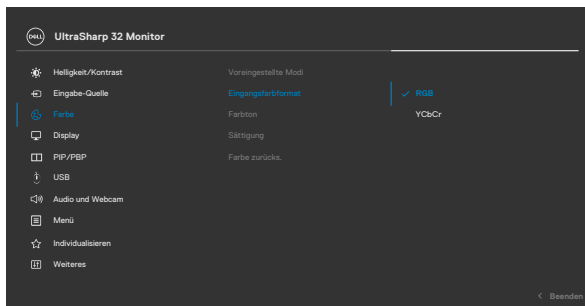 DELL UltraSharp 32 Monitor
Helligkeit/Kontrast Voreingestellte Modi
Eingabe-Quelle Eingangsfarbformat RGB
Farbe Farbton YCbCr
Display Sättigung
PIP/PBP Farbe zurücks.
USB
Audio und Webcam
Menü
Individualisieren
Weiteres
Beenden